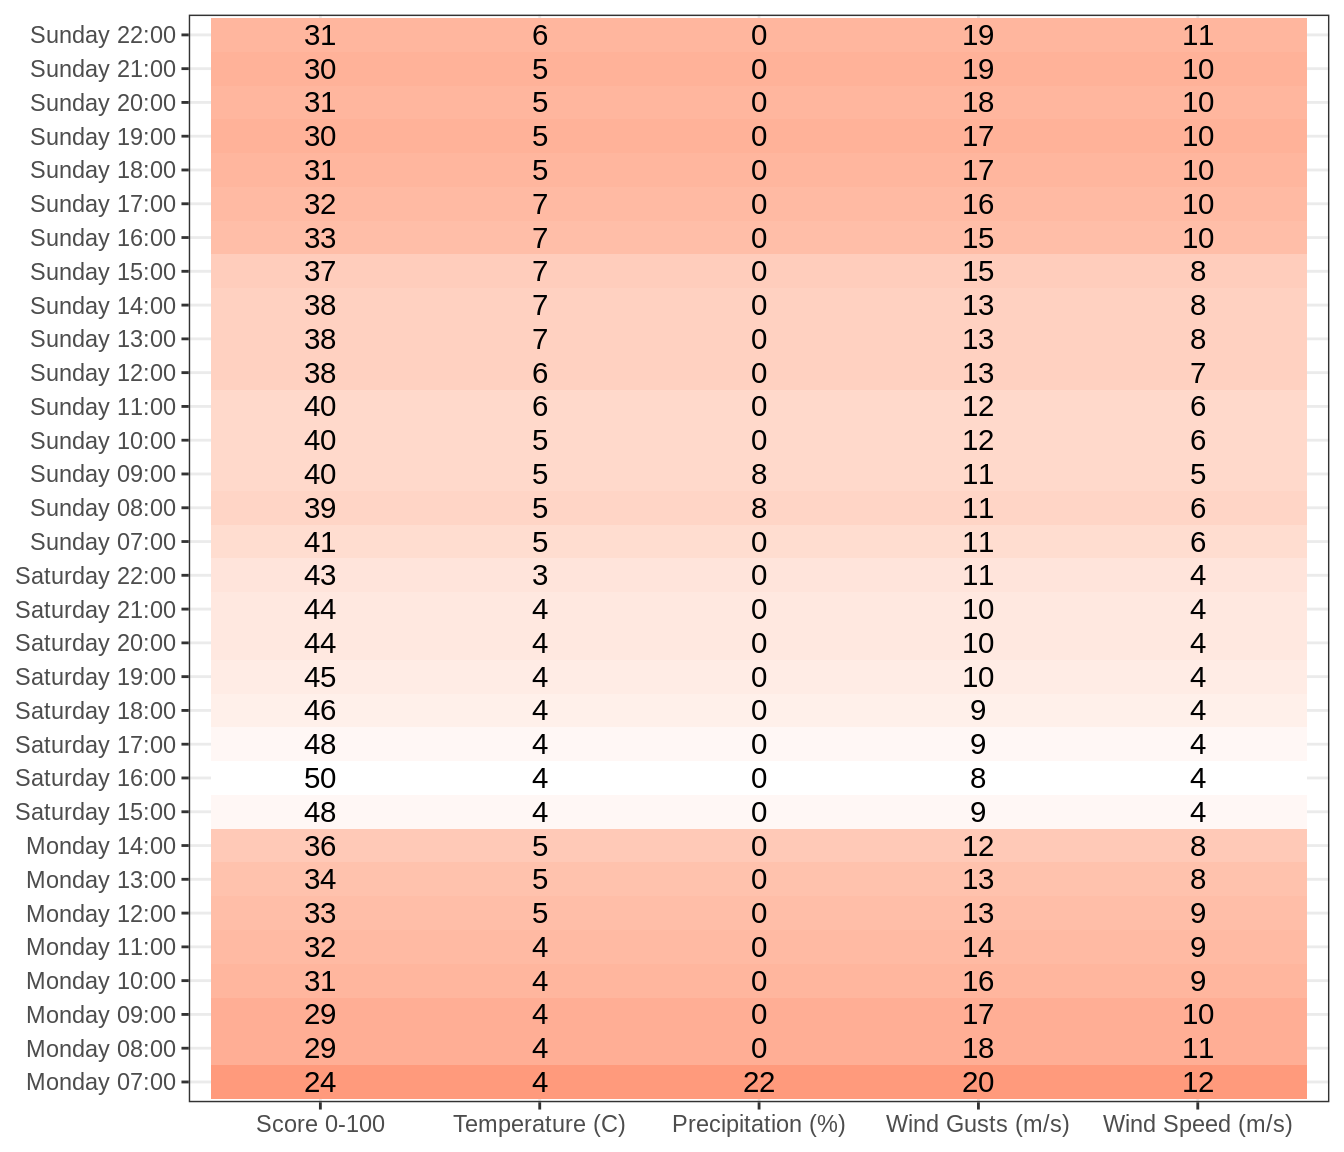 Sunday 22:00 31 6 0 19 11
Sunday 21:00 30 5 0 19 10
Sunday 20:00 31 5 0 18 10
Sunday 19:00 30 5 0 17 10
Sunday 18:00 31 5 0 17 10
Sunday 17:00 32 7 0 16 10
Sunday 16:00 33 7 0 15 10
Sunday 15:00 37 7 0 15 8
Sunday 14:00 38 7 0 13 8
Sunday 13:00 38 7 0 13 8
Sunday 12:00 38 6 0 13 7
Sunday 11:00 40 6 0 12 6
Sunday 10:00 40 5 0 12 6
Sunday 09:00 40 5 8 11 5
Sunday 08:00 39 5 8 11 6
Sunday 07:00 41 5 0 11 6
Saturday 22:00 43 3 0 11 4
Saturday 21:00 44 4 0 10 4
Saturday 20:00 44 4 0 10 4
Saturday 19:00 45 4 0 10 4
Saturday 18:00 46 4 0 9 4
Saturday 17:00 48 4 0 9 4
Saturday 16:00 50 4 0 8 4
Saturday 15:00 48 4 0 9 4
Monday 14:00 36 5 0 12 8
Monday 13:00 34 5 0 13 8
Monday 12:00 33 5 0 13 9
Monday 11:00 32 4 0 14 9
Monday 10:00 31 4 0 16 9
Monday 09:00 29 4 0 17 10
Monday 08:00 29 4 0 18 11
Monday 07:00 24 4 22 20 12
Score 0-100 Temperature (C) Precipitation (%) Wind Gusts (m/s) Wind Speed (m/s)